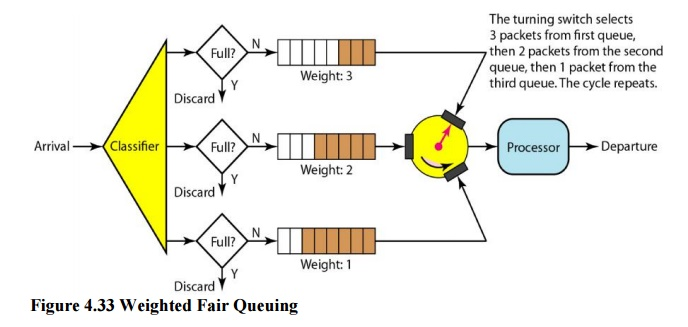 The turning switch selects
3 packets from first queue,
then 2 packets from the second
queue, then 1 packet from the
third queue. The cycle repeats.
Full?
N
Weight: 3
Y
Discard
Arrival
Classifier
Full?
N
Weight: 2
Y
Discard
Processor
Departure
Full?
N
Weight: 1
Y
Discard
Figure 4.33 Weighted Fair Queuing